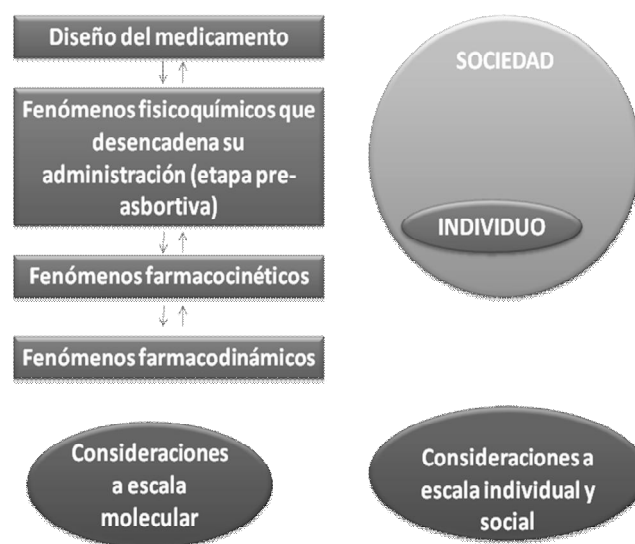 Diseño del medicamento
Fenómenos fisicoquímicos que
desencadena su
administración (etapa pre-
asbortiva)
Fenómenos farmacocinéticos
Fenómenos farmacodinámicos
Consideraciones
a escala
molecular
SOCIEDAD
INDIVIDUO
Consideraciones a
escala individual y
social